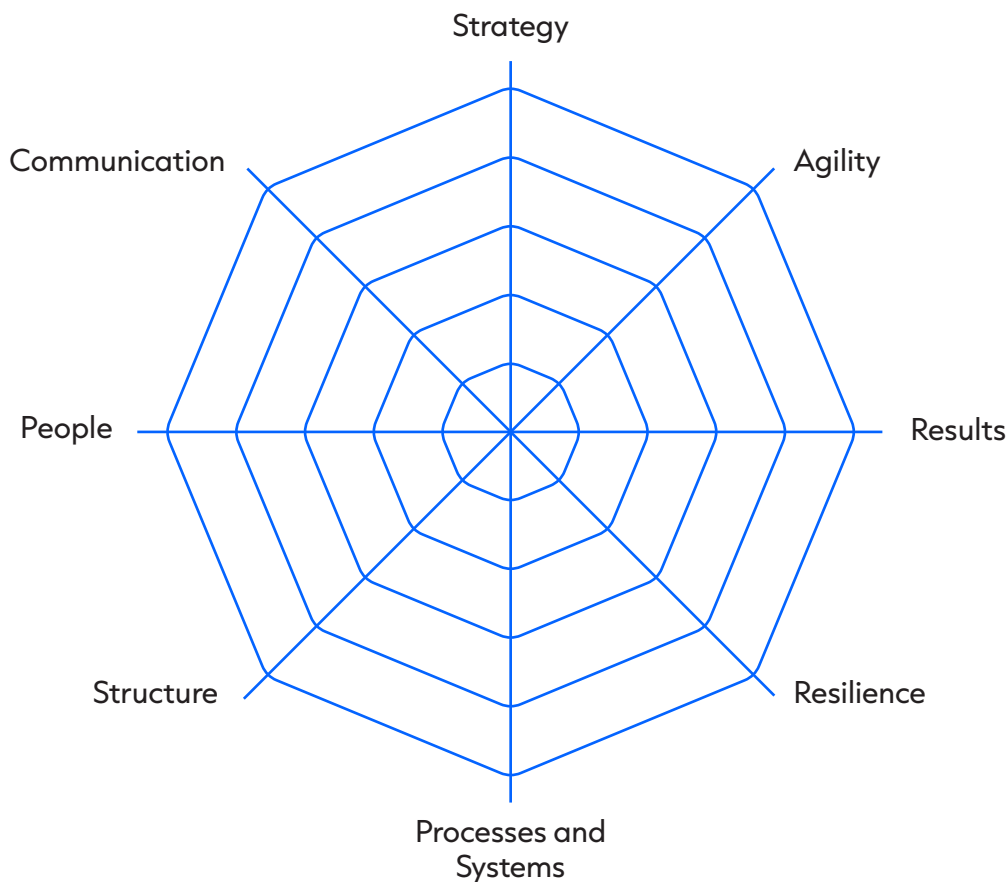 Strategy
Communication
Agility
People
Results
Structure
Resilience
Processes and
Systems